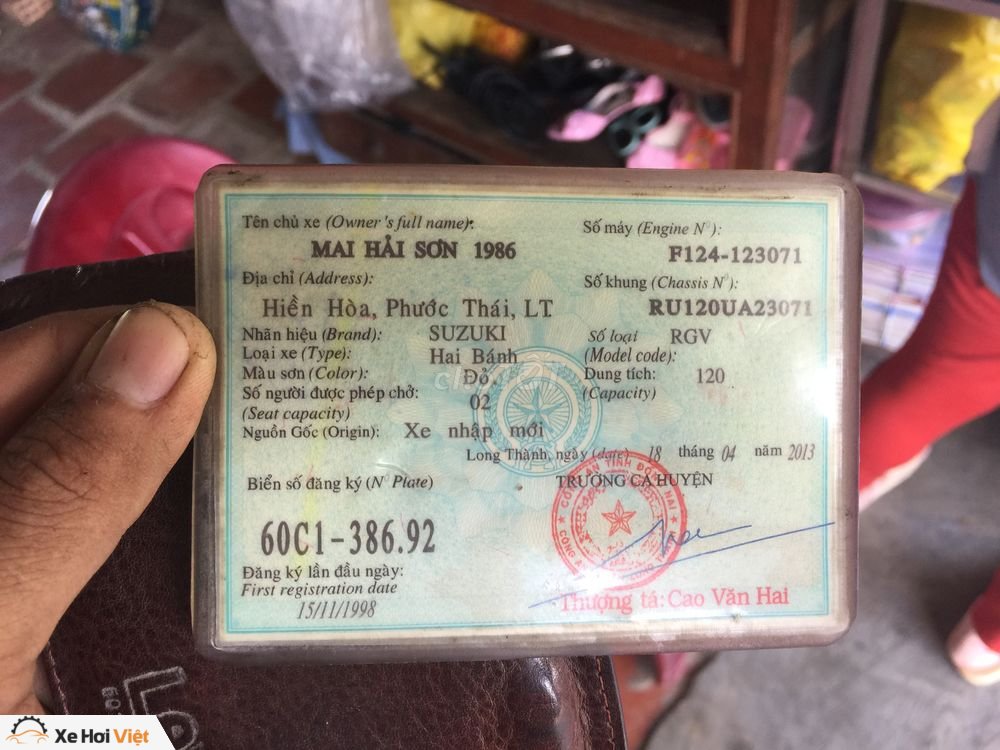 Tên chủ xe (Owner's full name):
MAI HẢI SƠN 1986
Địa chỉ (Address):
Hiền Hòa, Phước Thái, LT
Số máy (Engine Nº):
F124-123071
Số khung (Chassis Nº):
RU120UA23071
Nhãn hiệu (Brand): SUZUKI
Số loại RGV
(Model code):
Loại xe (Type): Hai Bánh
Màu sơn (Color): Đỏ.
Dung tích: 120
(Capacity)
Số người được phép chở: 02
(Seat capacity)
Nguồn Gốc (Origin): Xe nhập mới
Long Thành, ngày (date) 18 tháng 04 năm 2013
TRƯỞNG CA HUYỆN
Biển số đăng ký (Nº Plate)
60C1-386.92
Đăng ký lần đầu ngày:
First registration date
15/11/1998
Thượng tá: Cao Văn Hai
Xe Hơi Việt